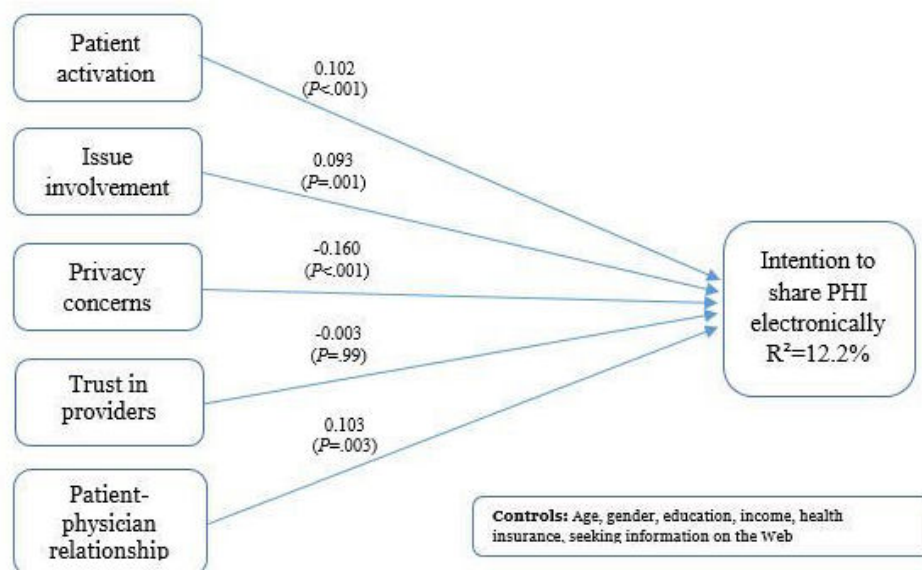 Patient
activation
0.102
(P<.001)
Issue
involvement
0.093
(P=.001)
Privacy
concerns
-0.160
(P<.001)
Trust in
providers
-0.003
(P=.99)
Patient-
physician
relationship
0.103
(P=.003)
Intention to
share PHI
electronically
R²=12.2%
Controls: Age, gender, education, income, health
insurance, seeking information on the Web